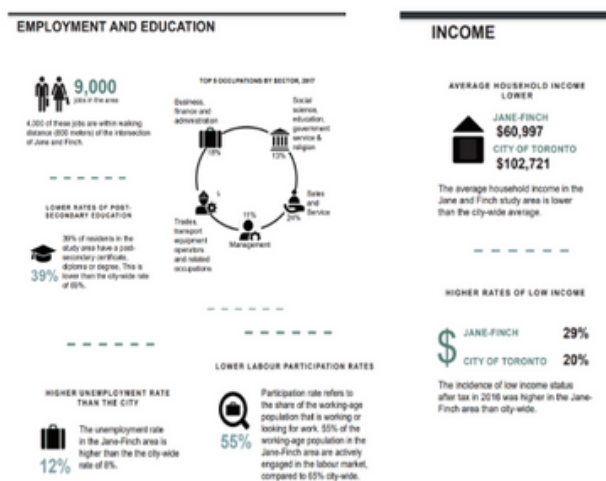 EMPLOYMENT AND EDUCATION
9,000
jobs in the area
4,000 of these jobs are within walking
distance (800 meters) of the intersection
of Jane and Finch.
LOWER RATES OF POST-
SECONDARY EDUCATION
39%
39% of residents in the
study area have a post-
secondary certificate,
diploma or degree, This is
lower than the city-wide rate
of 69%.
HIGHER UNEMPLOYMENT RATE
THAN THE CITY
12%
The unemployment rate
in the Jane-Finch area is
higher than the the city-wide
rate of 8%.
TOP 5 OCCUPATIONS BY SECTOR, 2017
Business,
finance and
administration
18%
Social
science,
education,
government
service &
religion
13%
Sales
and
Service
24%
11%
Management
Trades,
transport
equipment
operators
and related
occupations
LOWER LABOUR PARTICIPATION RATES
55%
Participation rate refers to
the share of the working-age
population that is working or
looking for work. 55% of the
working-age population in the
Jane-Finch area are actively
engaged in the labour market,
compared to 65% city-wide.
INCOME
AVERAGE HOUSEHOLD INCOME
LOWER
JANE-FINCH
$60,997
CITY OF TORONTO
$102,721
The average household income in the
Jane and Finch study area is lower
than the city-wide average.
HIGHER RATES OF LOW INCOME
$
JANE-FINCH 29%
CITY OF TORONTO 20%
The incidence of low income status
after tax in 2016 was higher in the Jane-
Finch area than city-wide.